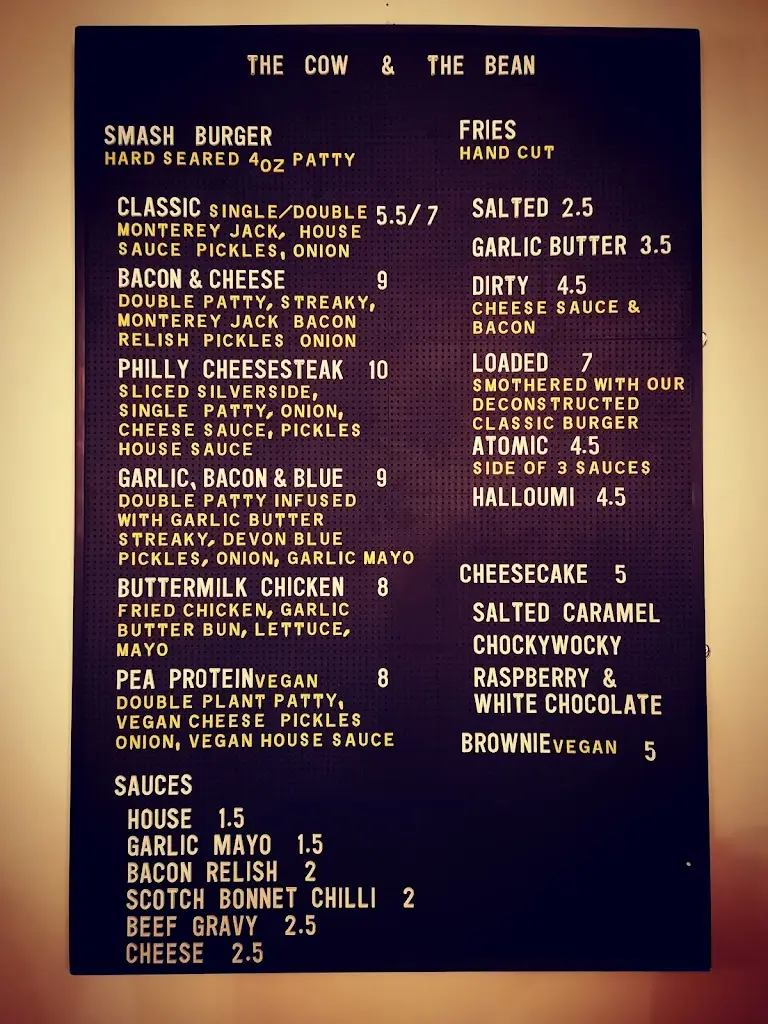 THE COW & THE BEAN
SMASH BURGER
HARD SEARED 4OZ PATTY
CLASSIC SINGLE/DOUBLE 5.5/7
MONTEREY JACK, HOUSE
SAUCE PICKLES, ONION
BACON & CHEESE 9
DOUBLE PATTY, STREAKY,
MONTEREY JACK BACON
RELISH PICKLES ONION
PHILLY CHEESESTEAK 10
SLICED SILVERSIDE,
SINGLE PATTY, ONION,
CHEESE SAUCE, PICKLES
HOUSE SAUCE
GARLIC, BACON & BLUE 9
DOUBLE PATTY INFUSED
WITH GARLIC BUTTER
STREAKY, DEVON BLUE
PICKLES, ONION, GARLIC MAYO
BUTTERMILK CHICKEN 8
FRIED CHICKEN, GARLIC
BUTTER BUN, LETTUCE,
MAYO
PEA PROTEIN VEGAN 8
DOUBLE PLANT PATTY,
VEGAN CHEESE PICKLES
ONION, VEGAN HOUSE SAUCE
SAUCES
HOUSE 1.5
GARLIC MAYO 1.5
BACON RELISH 2
SCOTCH BONNET CHILLI 2
BEEF GRAVY 2.5
CHEESE 2.5
FRIES
HAND CUT
SALTED 2.5
GARLIC BUTTER 3.5
DIRTY 4.5
CHEESE SAUCE &
BACON
LOADED 7
SMOTHERED WITH OUR
DECONSTRUCTED
CLASSIC BURGER
ATOMIC 4.5
SIDE OF 3 SAUCES
HALLOUMI 4.5
CHEESECAKE 5
SALTED CARAMEL
CHOCKYWOCKY
RASPBERRY &
WHITE CHOCOLATE
BROWNIE VEGAN 5